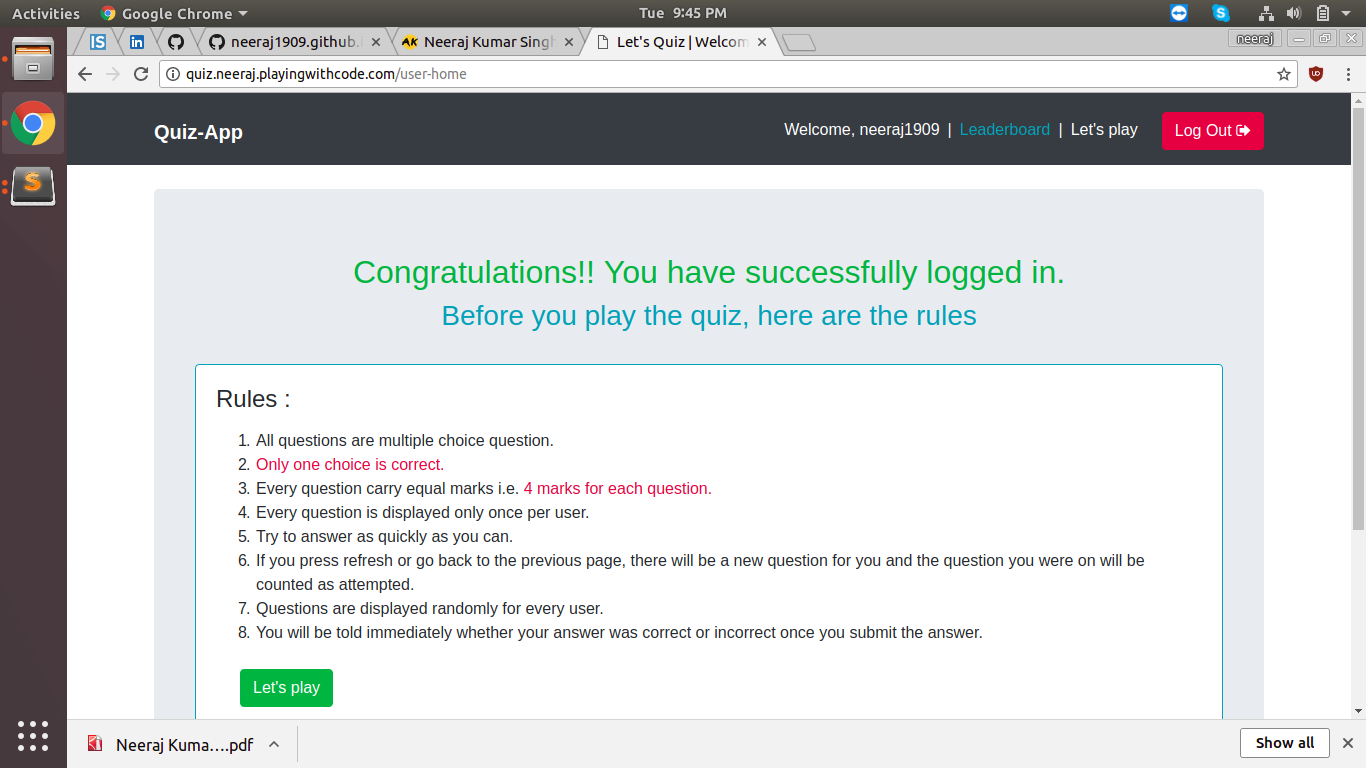 Activities
Google Chrome
Tue 9:45 PM
IS
in
neeraj1909.github.
Neeraj Kumar Singh
Let's Quiz | Welcom
neeraj
quiz.neeraj.playingwithcode.com/user-home
Quiz-App
Welcome, neeraj1909 | Leaderboard | Let's play
Log Out
Congratulations!! You have successfully logged in.
Before you play the quiz, here are the rules
Rules :
1. All questions are multiple choice question.
2. Only one choice is correct.
3. Every question carry equal marks i.e. 4 marks for each question.
4. Every question is displayed only once per user.
5. Try to answer as quickly as you can.
6. If you press refresh or go back to the previous page, there will be a new question for you and the question you were on will be
counted as attempted.
7. Questions are displayed randomly for every user.
8. You will be told immediately whether your answer was correct or incorrect once you submit the answer.
Let's play
Neeraj Kuma....pdf
Show all